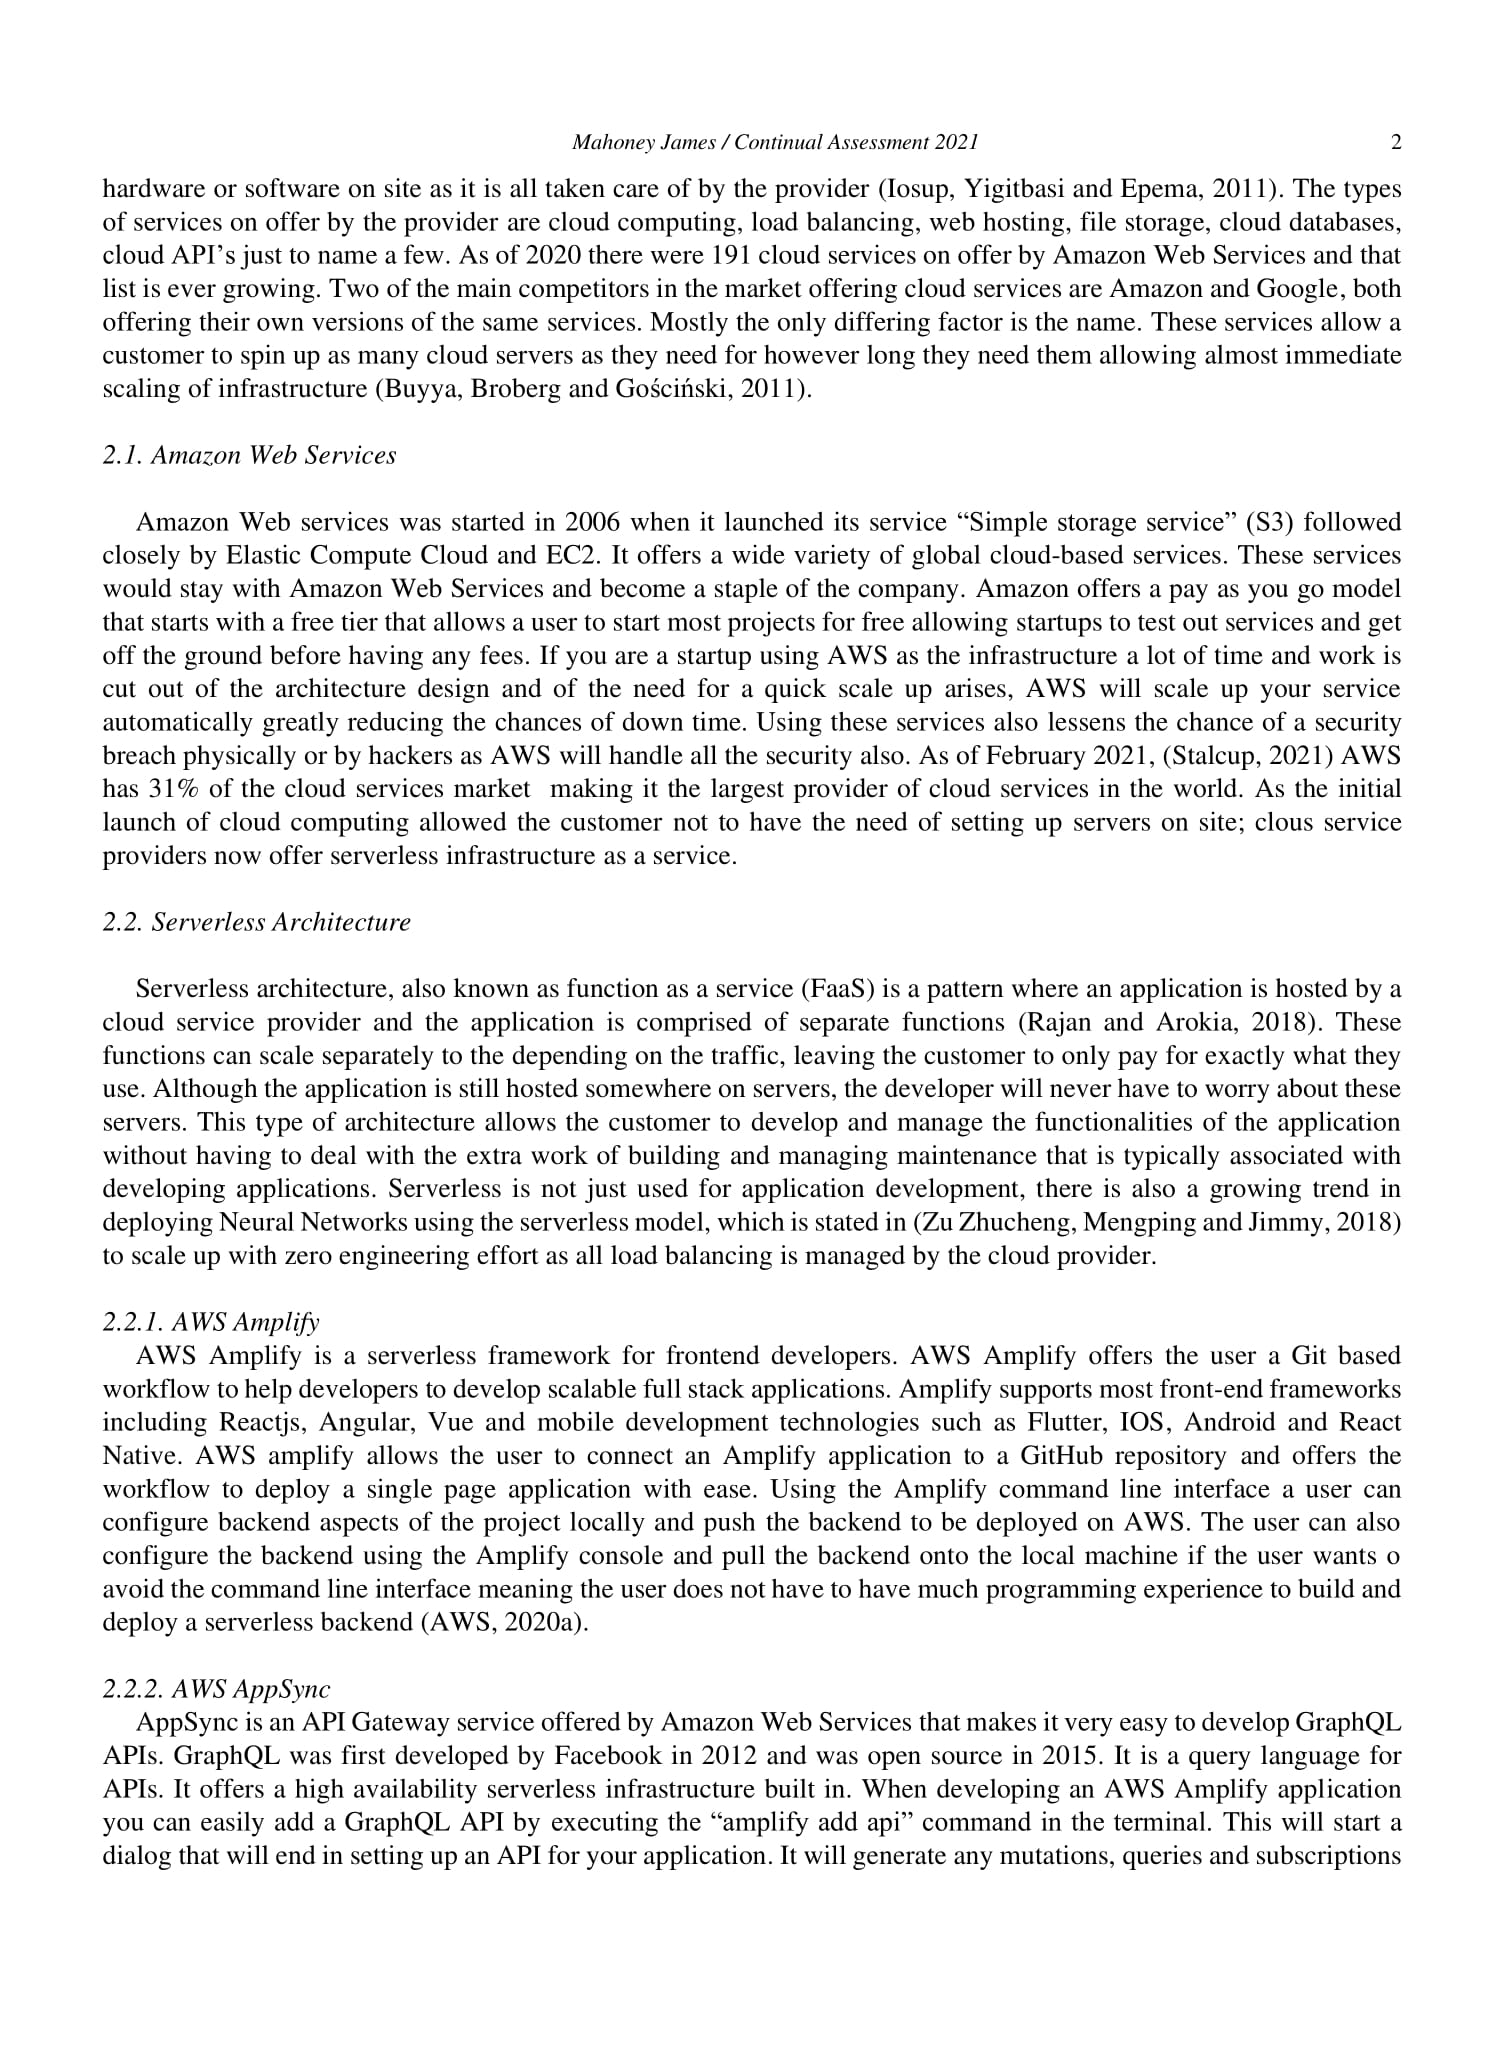 Mahoney James / Continual Assessment 2021 2
hardware or software on site as it is all taken care of by the provider (Iosup, Yigitbasi and Epema, 2011). The types
of services on offer by the provider are cloud computing, load balancing, web hosting, file storage, cloud databases,
cloud API’s just to name a few. As of 2020 there were 191 cloud services on offer by Amazon Web Services and that
list is ever growing. Two of the main competitors in the market offering cloud services are Amazon and Google, both
offering their own versions of the same services. Mostly the only differing factor is the name. These services allow a
customer to spin up as many cloud servers as they need for however long they need them allowing almost immediate
scaling of infrastructure (Buyya, Broberg and Gościński, 2011).
2.1. Amazon Web Services
Amazon Web services was started in 2006 when it launched its service “Simple storage service” (S3) followed
closely by Elastic Compute Cloud and EC2. It offers a wide variety of global cloud-based services. These services
would stay with Amazon Web Services and become a staple of the company. Amazon offers a pay as you go model
that starts with a free tier that allows a user to start most projects for free allowing startups to test out services and get
off the ground before having any fees. If you are a startup using AWS as the infrastructure a lot of time and work is
cut out of the architecture design and of the need for a quick scale up arises, AWS will scale up your service
automatically greatly reducing the chances of down time. Using these services also lessens the chance of a security
breach physically or by hackers as AWS will handle all the security also. As of February 2021, (Stalcup, 2021) AWS
has 31% of the cloud services market making it the largest provider of cloud services in the world. As the initial
launch of cloud computing allowed the customer not to have the need of setting up servers on site; clous service
providers now offer serverless infrastructure as a service.
2.2. Serverless Architecture
Serverless architecture, also known as function as a service (FaaS) is a pattern where an application is hosted by a
cloud service provider and the application is comprised of separate functions (Rajan and Arokia, 2018). These
functions can scale separately to the depending on the traffic, leaving the customer to only pay for exactly what they
use. Although the application is still hosted somewhere on servers, the developer will never have to worry about these
servers. This type of architecture allows the customer to develop and manage the functionalities of the application
without having to deal with the extra work of building and managing maintenance that is typically associated with
developing applications. Serverless is not just used for application development, there is also a growing trend in
deploying Neural Networks using the serverless model, which is stated in (Zu Zhucheng, Mengping and Jimmy, 2018)
to scale up with zero engineering effort as all load balancing is managed by the cloud provider.
2.2.1. AWS Amplify
AWS Amplify is a serverless framework for frontend developers. AWS Amplify offers the user a Git based
workflow to help developers to develop scalable full stack applications. Amplify supports most front-end frameworks
including Reactjs, Angular, Vue and mobile development technologies such as Flutter, IOS, Android and React
Native. AWS amplify allows the user to connect an Amplify application to a GitHub repository and offers the
workflow to deploy a single page application with ease. Using the Amplify command line interface a user can
configure backend aspects of the project locally and push the backend to be deployed on AWS. The user can also
configure the backend using the Amplify console and pull the backend onto the local machine if the user wants o
avoid the command line interface meaning the user does not have to have much programming experience to build and
deploy a serverless backend (AWS, 2020a).
2.2.2. AWS AppSync
AppSync is an API Gateway service offered by Amazon Web Services that makes it very easy to develop GraphQL
APIs. GraphQL was first developed by Facebook in 2012 and was open source in 2015. It is a query language for
APIs. It offers a high availability serverless infrastructure built in. When developing an AWS Amplify application
you can easily add a GraphQL API by executing the “amplify add api” command in the terminal. This will start a
dialog that will end in setting up an API for your application. It will generate any mutations, queries and subscriptions